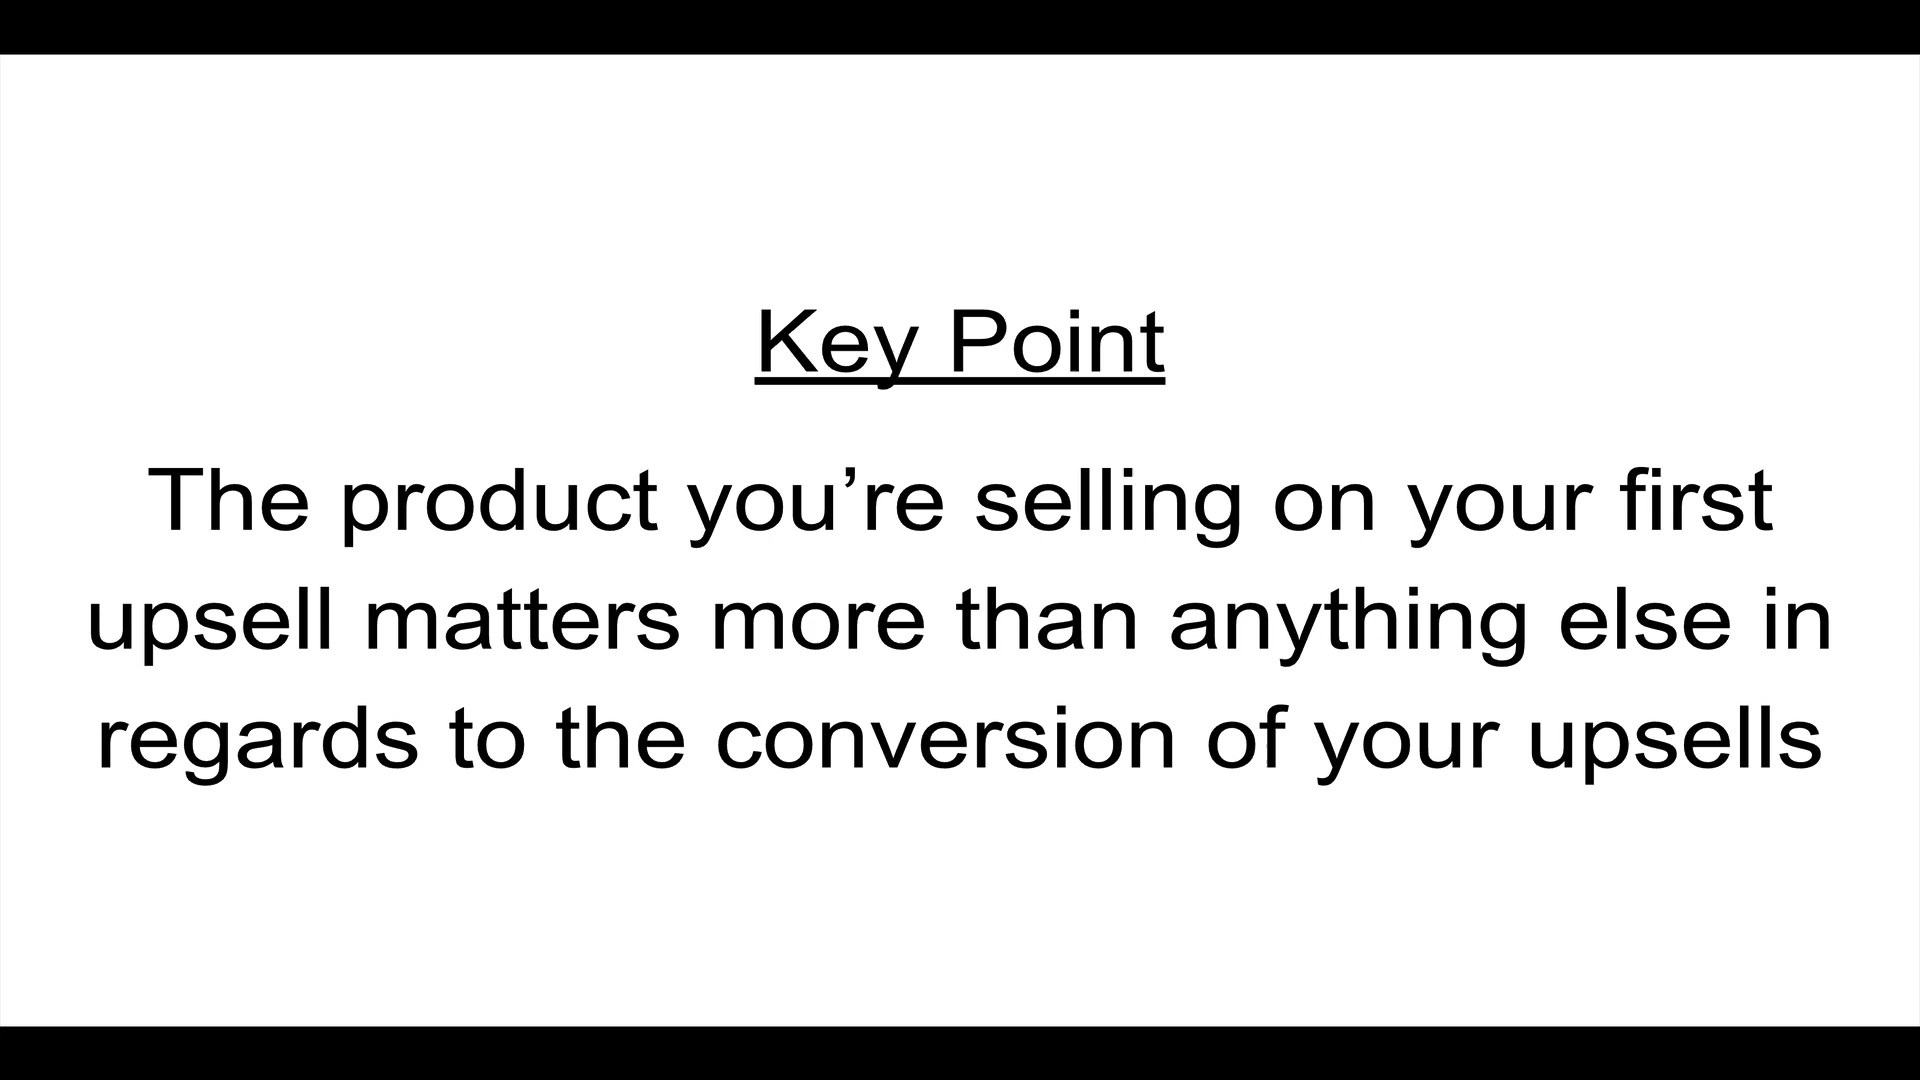 Key Point
The product you’re selling on your first
upsell matters more than anything else in
regards to the conversion of your upsells